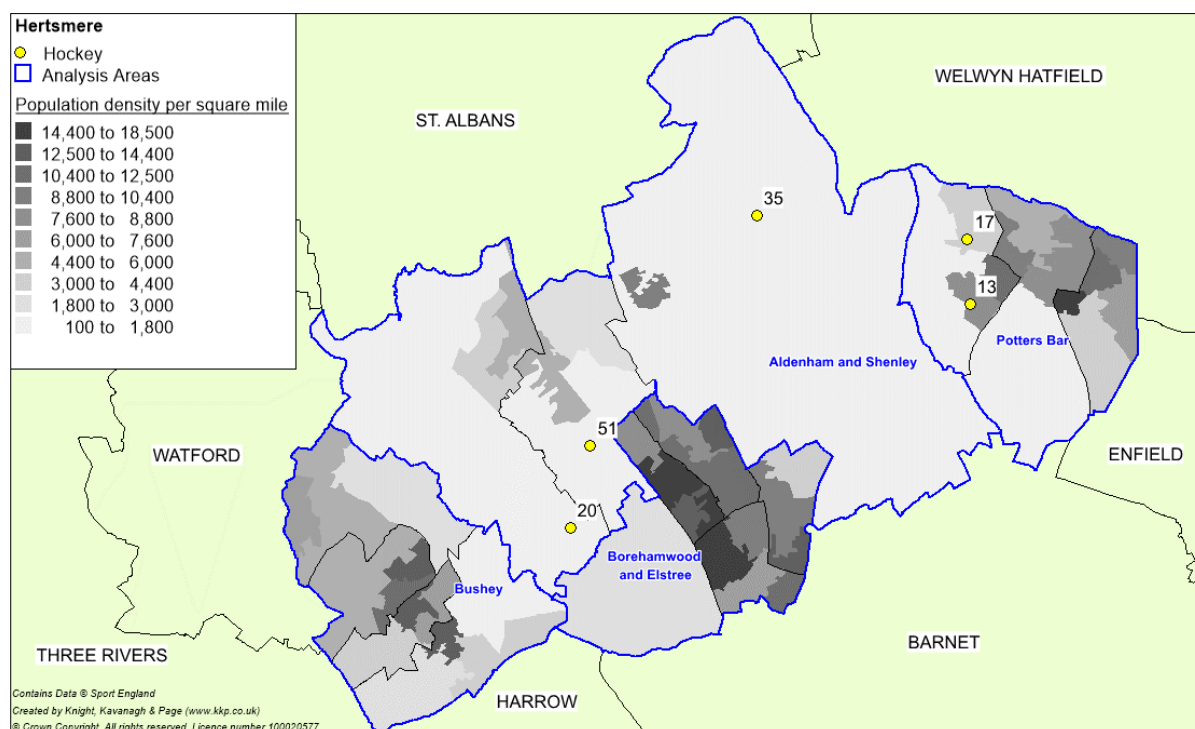 Hertsmere
Hockey
Analysis Areas
Population density per square mile
14,400 to 18,500
12,500 to 14,400
10,400 to 12,500
8,800 to 10,400
7,600 to 8,800
6,000 to 7,600
4,400 to 6,000
3,000 to 4,400
1,800 to 3,000
100 to 1,800
WELWYN HATFIELD
ST. ALBANS
35
17
13
Potters Bar
Aldenham and Shenley
51
WATFORD
ENFIELD
20
Borehamwood
and Elstree
Bushey
BARNET
THREE RIVERS
HARROW
Contains Data © Sport England
Created by Knight, Kavanagh & Page (www.kkp.co.uk)
© Crown Copyright. All rights reserved. Licence number 100020577.